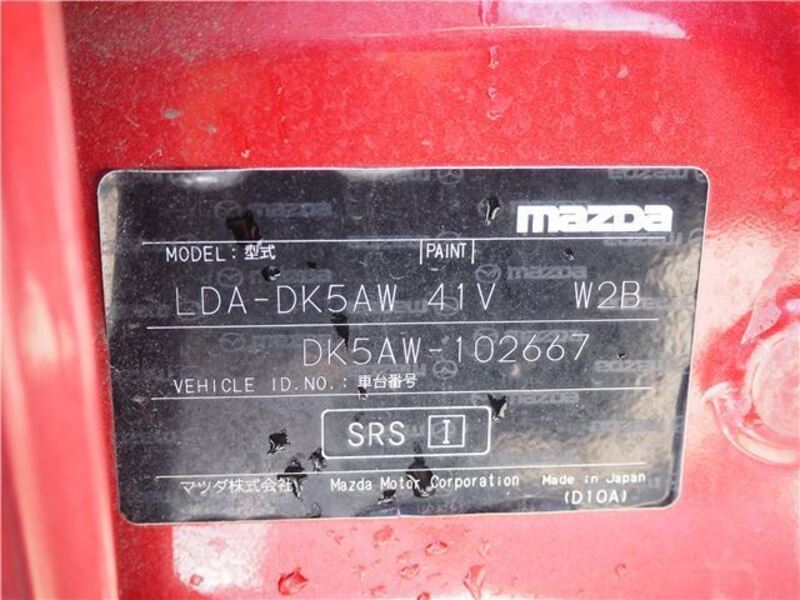 mazda
MODEL : 型式 PAINT
LDA-DK5AW 41V W2B
DK5AW-102667
VEHICLE ID.NO. : 車台番号
SRS I
マツダ株式会社 Mazda Motor Corporation Made in Japan
(D10A)